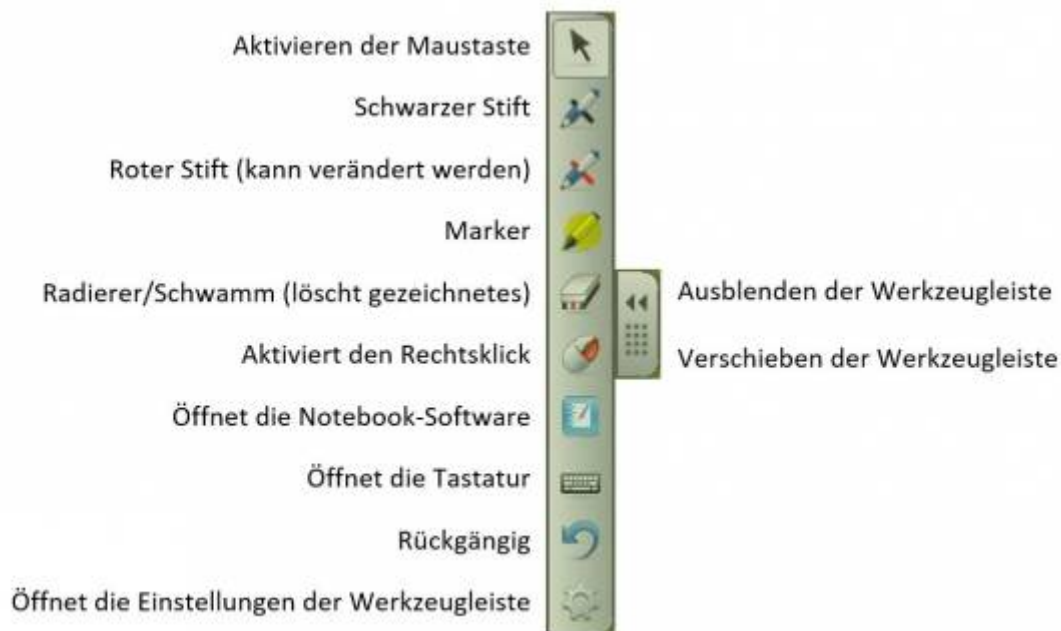 Aktivieren der Maustaste
Schwarzer Stift
Roter Stift (kann verändert werden)
Marker
Radierer/Schwamm (löscht gezeichnetes)
Ausblenden der Werkzeugleiste
Aktiviert den Rechtsklick
Verschieben der Werkzeugleiste
Öffnet die Notebook-Software
Öffnet die Tastatur
Rückgängig
Öffnet die Einstellungen der Werkzeugleiste